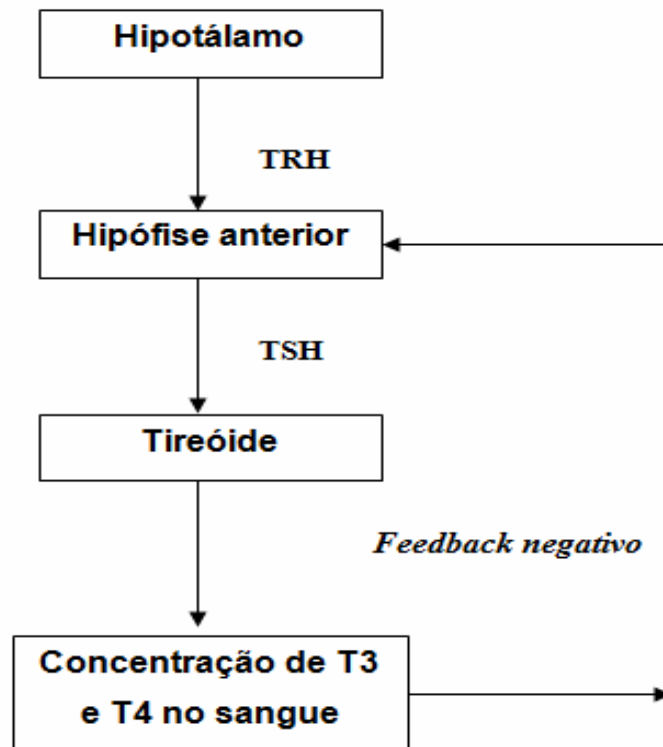 Hipotálamo
TRH
Hipófise anterior
TSH
Tireóide
Feedback negativo
Concentração de T3
e T4 no sangue